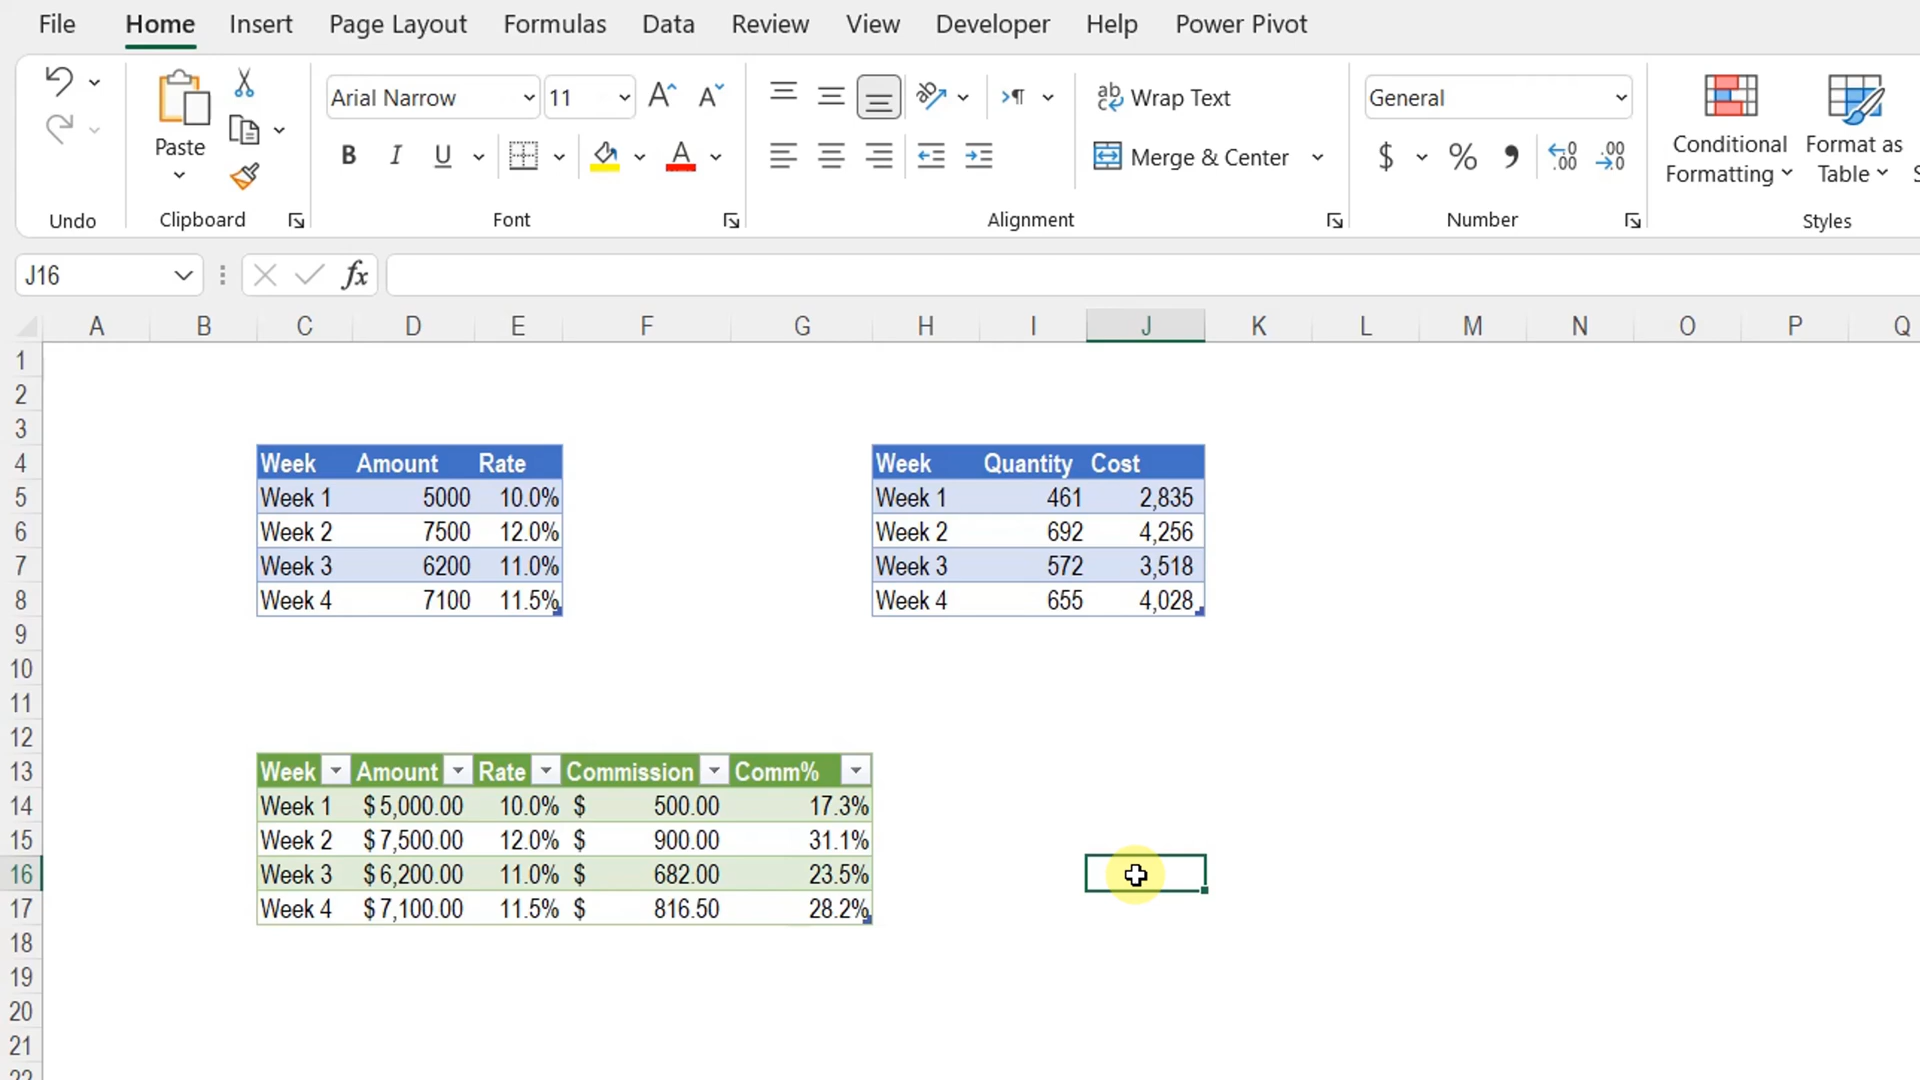 File Home Insert Page Layout Formulas Data Review View Developer Help Power Pivot
Arial Narrow 11 A A ab Wrap Text General
Paste B I U A Merge & Center $ % 9 .00 .00 Conditional Formatting Format as Table
Undo Clipboard Font Alignment Number Styles
J16 fx
A B C D E F G H I J K L M N O P Q
1
2
3
4 Week Amount Rate Week Quantity Cost
5 Week 1 5000 10.0% Week 1 461 2,835
6 Week 2 7500 12.0% Week 2 692 4,256
7 Week 3 6200 11.0% Week 3 572 3,518
8 Week 4 7100 11.5% Week 4 655 4,028
9
10
11
12
13 Week Amount Rate Commission Comm%
14 Week 1 $ 5,000.00 10.0% $ 500.00 17.3%
15 Week 2 $ 7,500.00 12.0% $ 900.00 31.1%
16 Week 3 $ 6,200.00 11.0% $ 682.00 23.5%
17 Week 4 $ 7,100.00 11.5% $ 816.50 28.2%
18
19
20
21
22